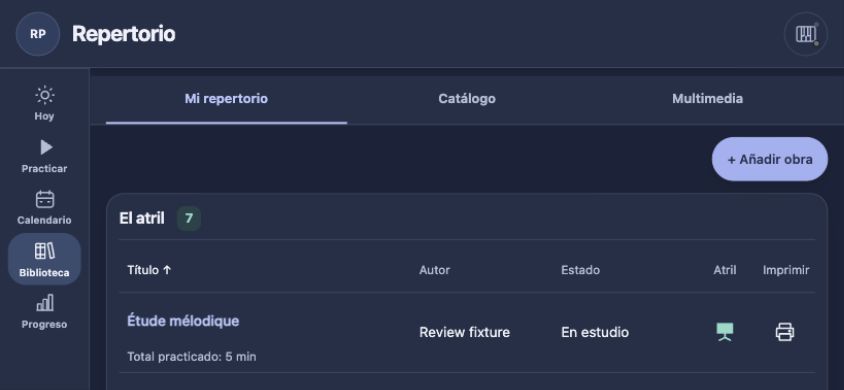 RP
Repertorio
Hoy
Practicar
Calendario
Biblioteca
Progreso
Mi repertorio Catálogo Multimedia
+ Añadir obra
El atril 7
Título ↑ Autor Estado Atril Imprimir
Étude mélodique
Review fixture En estudio
Total practicado: 5 min